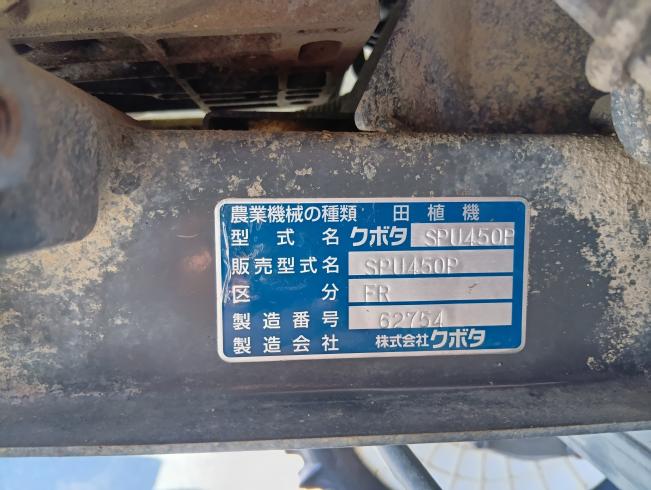 農業機械の種類 田植機
型式名 クボタ SPU450P
販売型式名 SPU450P
区分 FR
製造番号 62754
製造会社 株式会社クボタ